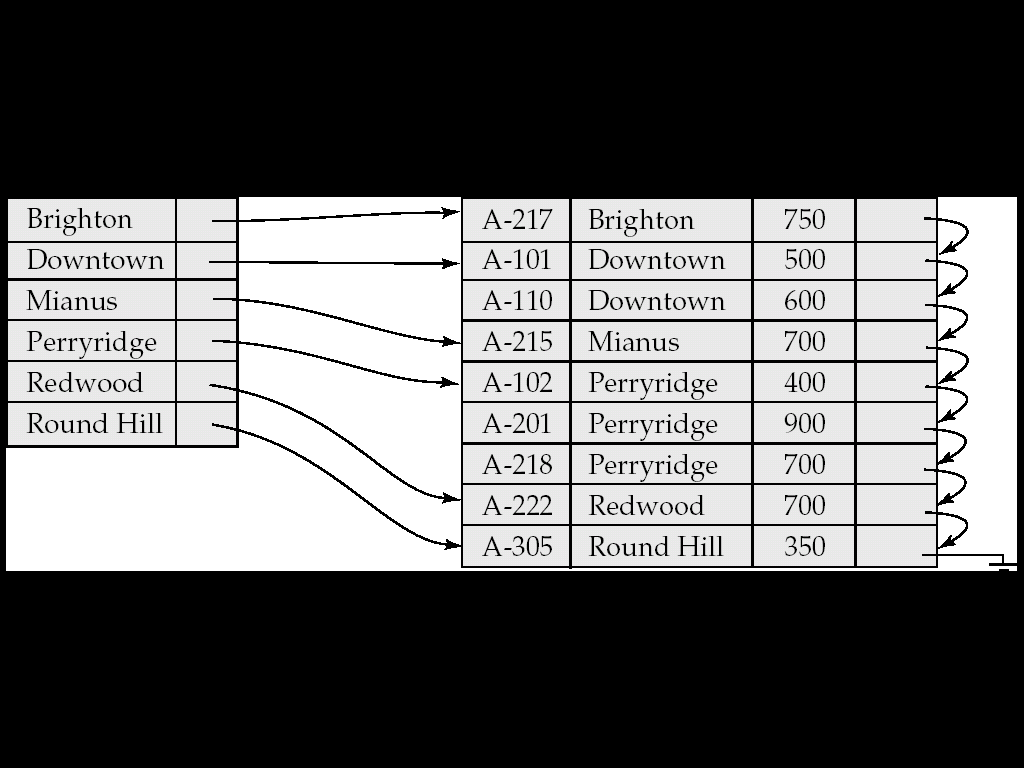 Brighton
Downtown
Mianus
Perryridge
Redwood
Round Hill
A-217 Brighton 750
A-101 Downtown 500
A-110 Downtown 600
A-215 Mianus 700
A-102 Perryridge 400
A-201 Perryridge 900
A-218 Perryridge 700
A-222 Redwood 700
A-305 Round Hill 350